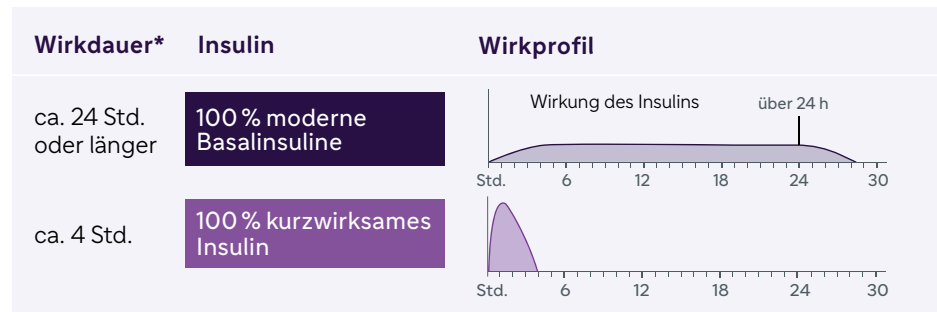 Wirkdauer* Insulin Wirkprofil
ca. 24 Std.
oder länger
100 % moderne
Basalinsuline
Wirkung des Insulins
über 24 h
Std. 6 12 18 24 30
ca. 4 Std.
100 % kurzwirksames
Insulin
Std. 6 12 18 24 30